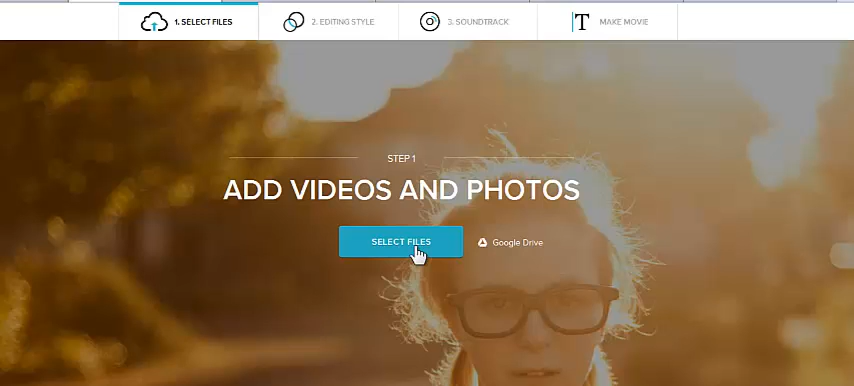 1. SELECT FILES
2. EDITING STYLE
3. SOUNDTRACK
T MAKE MOVIE
STEP 1
ADD VIDEOS AND PHOTOS
SELECT FILES
Google Drive